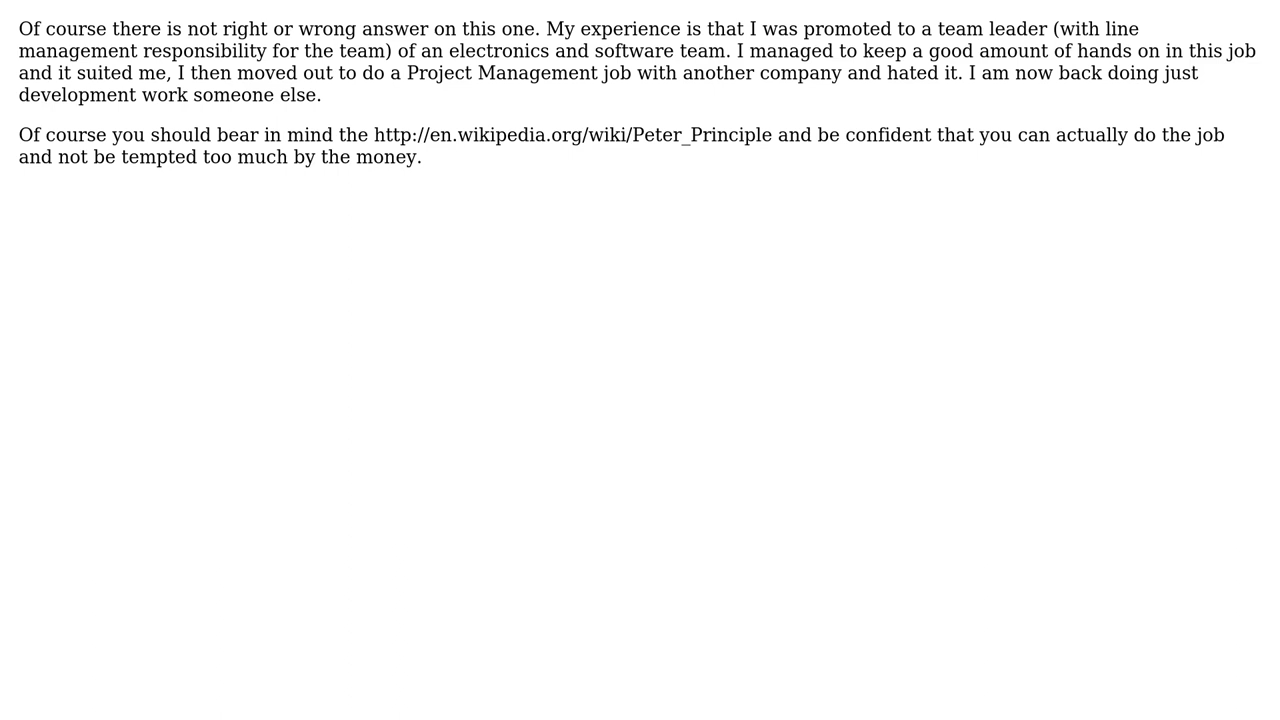 Of course there is not right or wrong answer on this one. My experience is that I was promoted to a team leader (with line
management responsibility for the team) of an electronics and software team. I managed to keep a good amount of hands on in this job
and it suited me, I then moved out to do a Project Management job with another company and hated it. I am now back doing just
development work someone else.
Of course you should bear in mind the http://en.wikipedia.org/wiki/Peter_Principle and be confident that you can actually do the job
and not be tempted too much by the money.